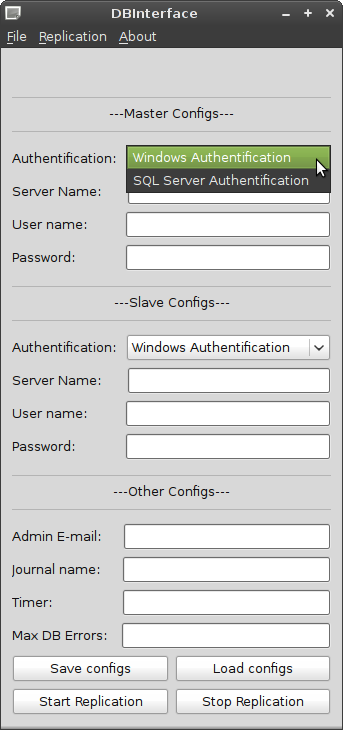 DBInterface
File Replication About
---Master Configs---
Authentification: Windows Authentification
SQL Server Authentification
Server Name:
User name:
Password:
---Slave Configs---
Authentification: Windows Authentification
Server Name:
User name:
Password:
---Other Configs---
Admin E-mail:
Journal name:
Timer:
Max DB Errors:
Save configs Load configs
Start Replication Stop Replication